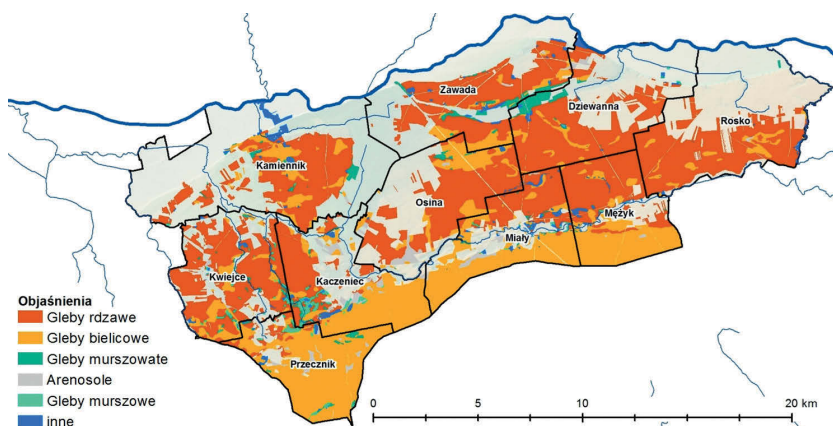 Zawada
Dziewanna
Rosko
Kamiennik
Osina
Mężyk
Miały
Kwiejce
Kaczeniec
Przecznik
Objaśnienia
Gleby rdzawe
Gleby bielicowe
Gleby murszowate
Arenosole
Gleby murszowe
inne
0 5 10 20 km